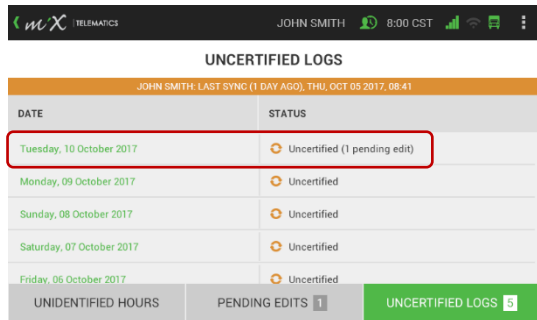 mⁱX TELEMATICS JOHN SMITH 8:00 CST
UNCERTIFIED LOGS
JOHN SMITH: LAST SYNC (1 DAY AGO), THU, OCT 05 2017, 08:41
DATE STATUS
Tuesday, 10 October 2017 Uncertified (1 pending edit)
Monday, 09 October 2017 Uncertified
Sunday, 08 October 2017 Uncertified
Saturday, 07 October 2017 Uncertified
Friday, 06 October 2017 Uncertified
UNIDENTIFIED HOURS PENDING EDITS 1 UNCERTIFIED LOGS 5